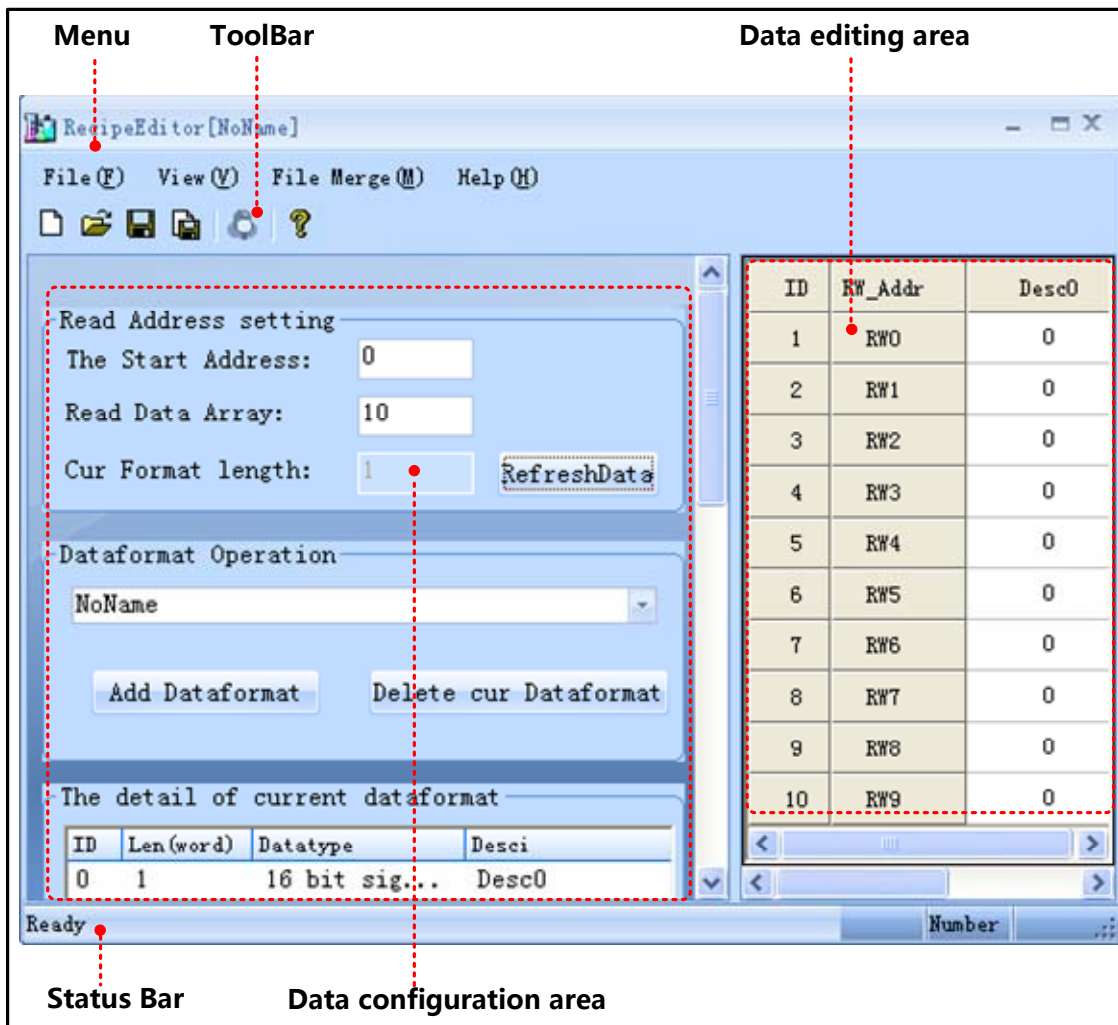 Menu ToolBar Data editing area
RecipeEditor[NoName]
File(F) View(V) File Merge(M) Help(H)
Read Address setting
The Start Address: 0
Read Data Array: 10
Cur Format length: 1 RefreshData
Dataformat Operation
NoName
Add Dataformat Delete cur Dataformat
The detail of current dataformat
ID Len(word) Datatype Desci
0 1 16 bit sig... Desc0
ID RW_Addr Desc0
1 RW0 0
2 RW1 0
3 RW2 0
4 RW3 0
5 RW4 0
6 RW5 0
7 RW6 0
8 RW7 0
9 RW8 0
10 RW9 0
Ready Number
Status Bar Data configuration area